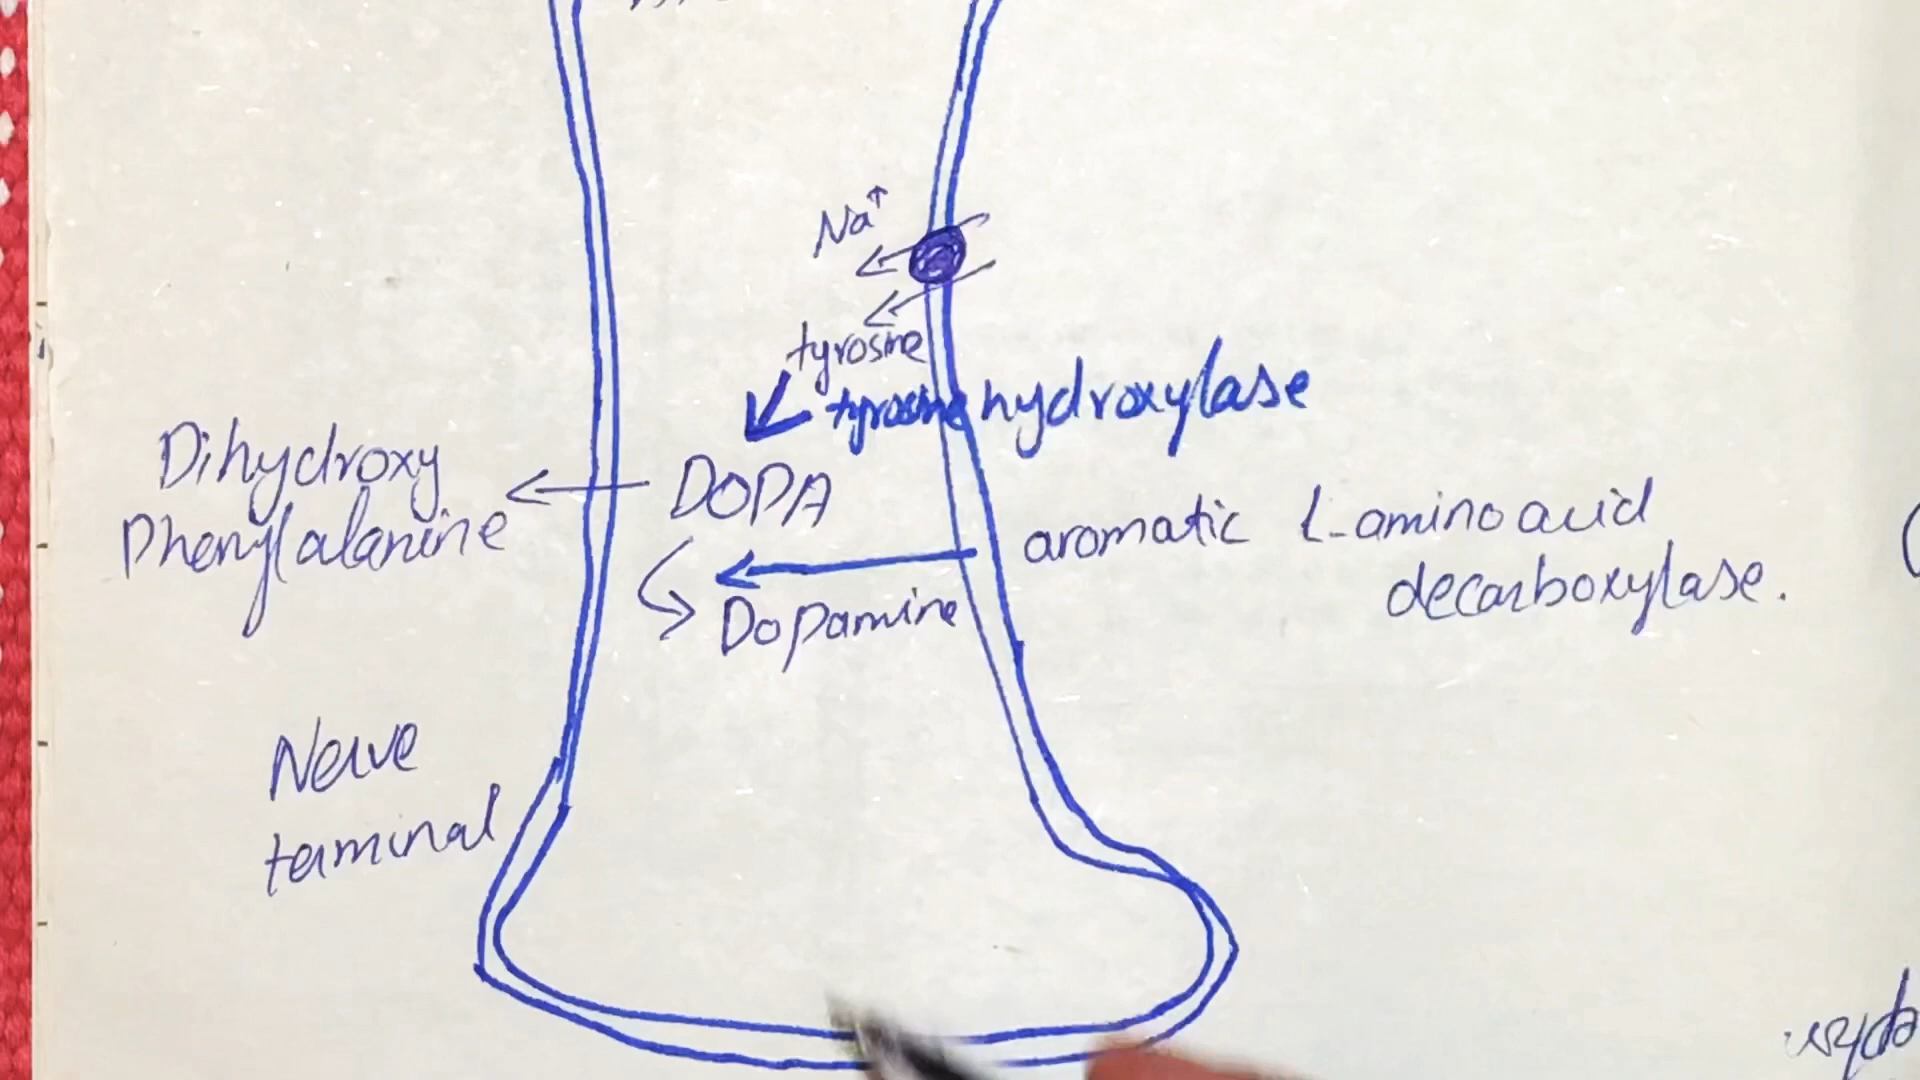 Na+
tyrosine
tyrosine hydroxylase
Dihydroxy
Phenylalanine
DOPA
aromatic L-amino acid
decarboxylase.
Dopamine
Nerve
terminal